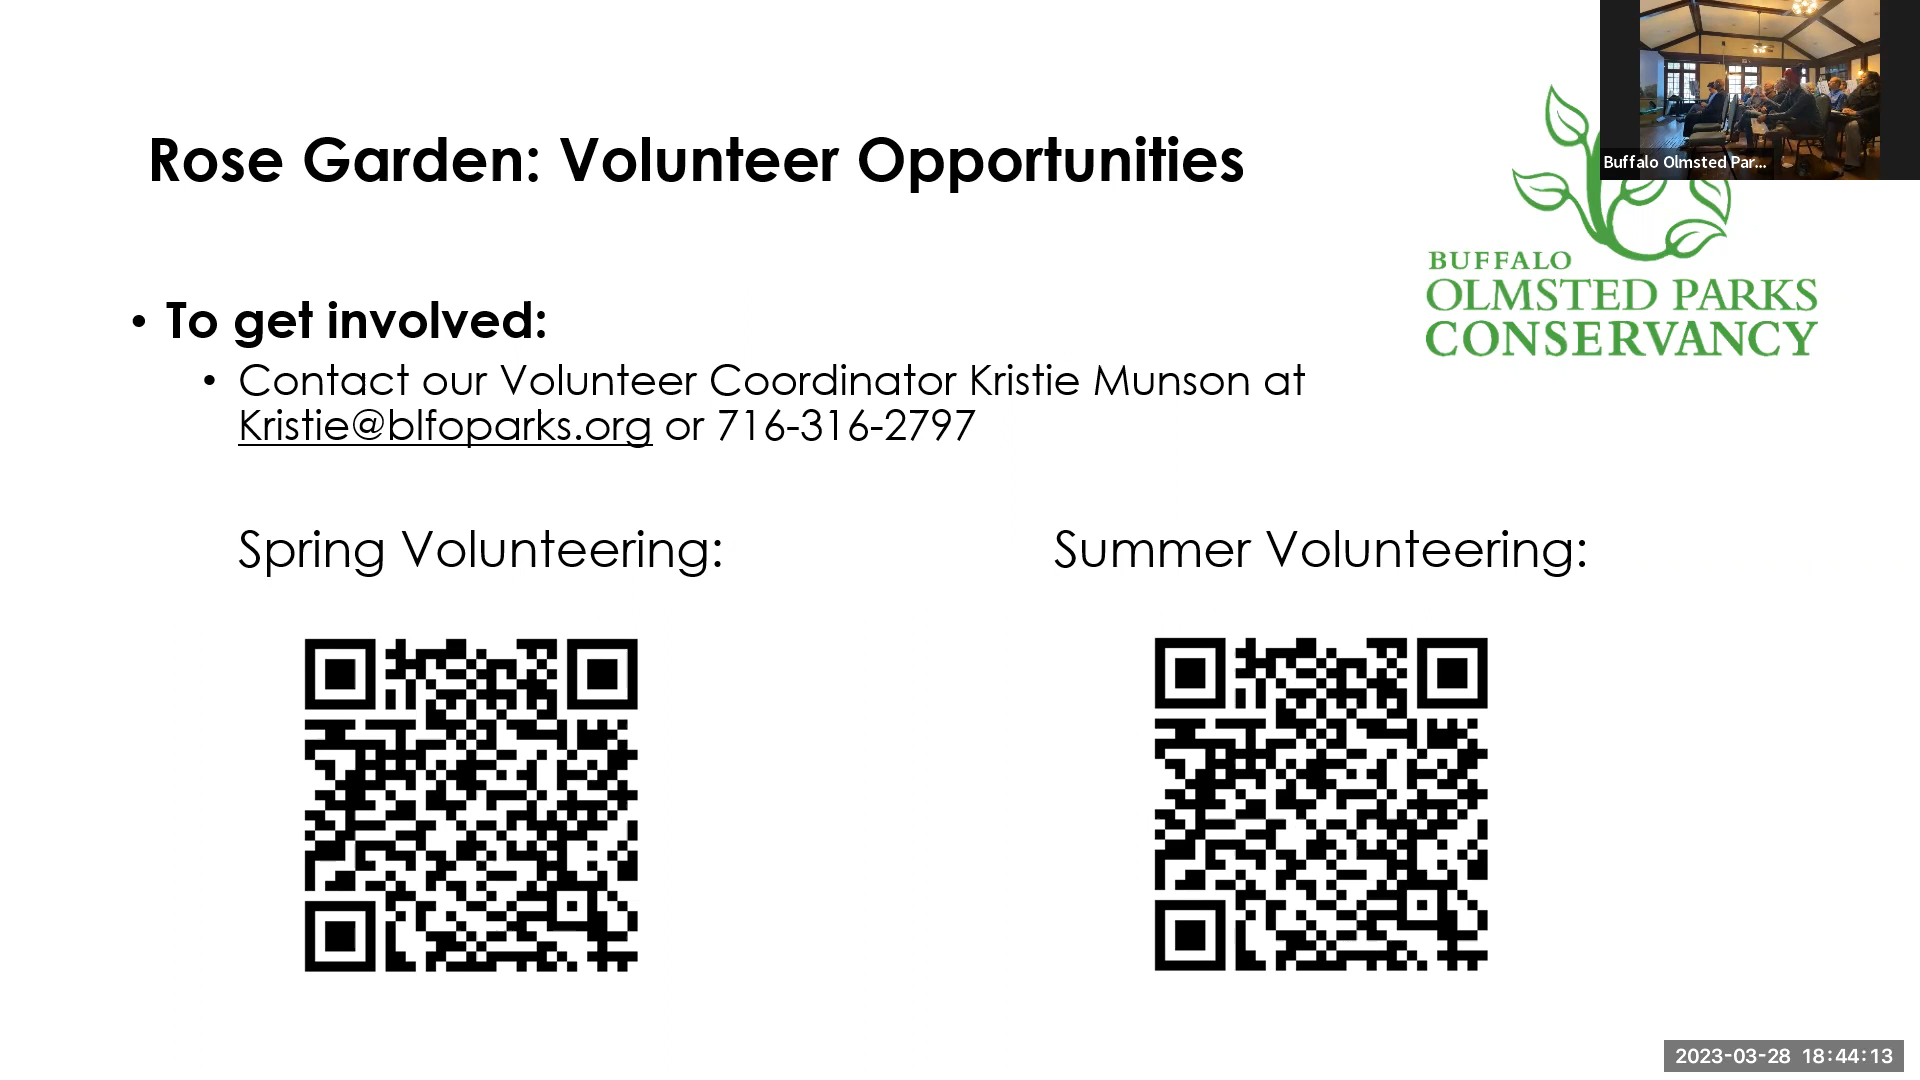 Rose Garden: Volunteer Opportunities
Buffalo Olmsted Par...
BUFFALO
OLMSTED PARKS
CONSERVANCY
• To get involved:
• Contact our Volunteer Coordinator Kristie Munson at
Kristie@blfoparks.org or 716-316-2797
Spring Volunteering:
Summer Volunteering:
2023-03-28 18:44:13